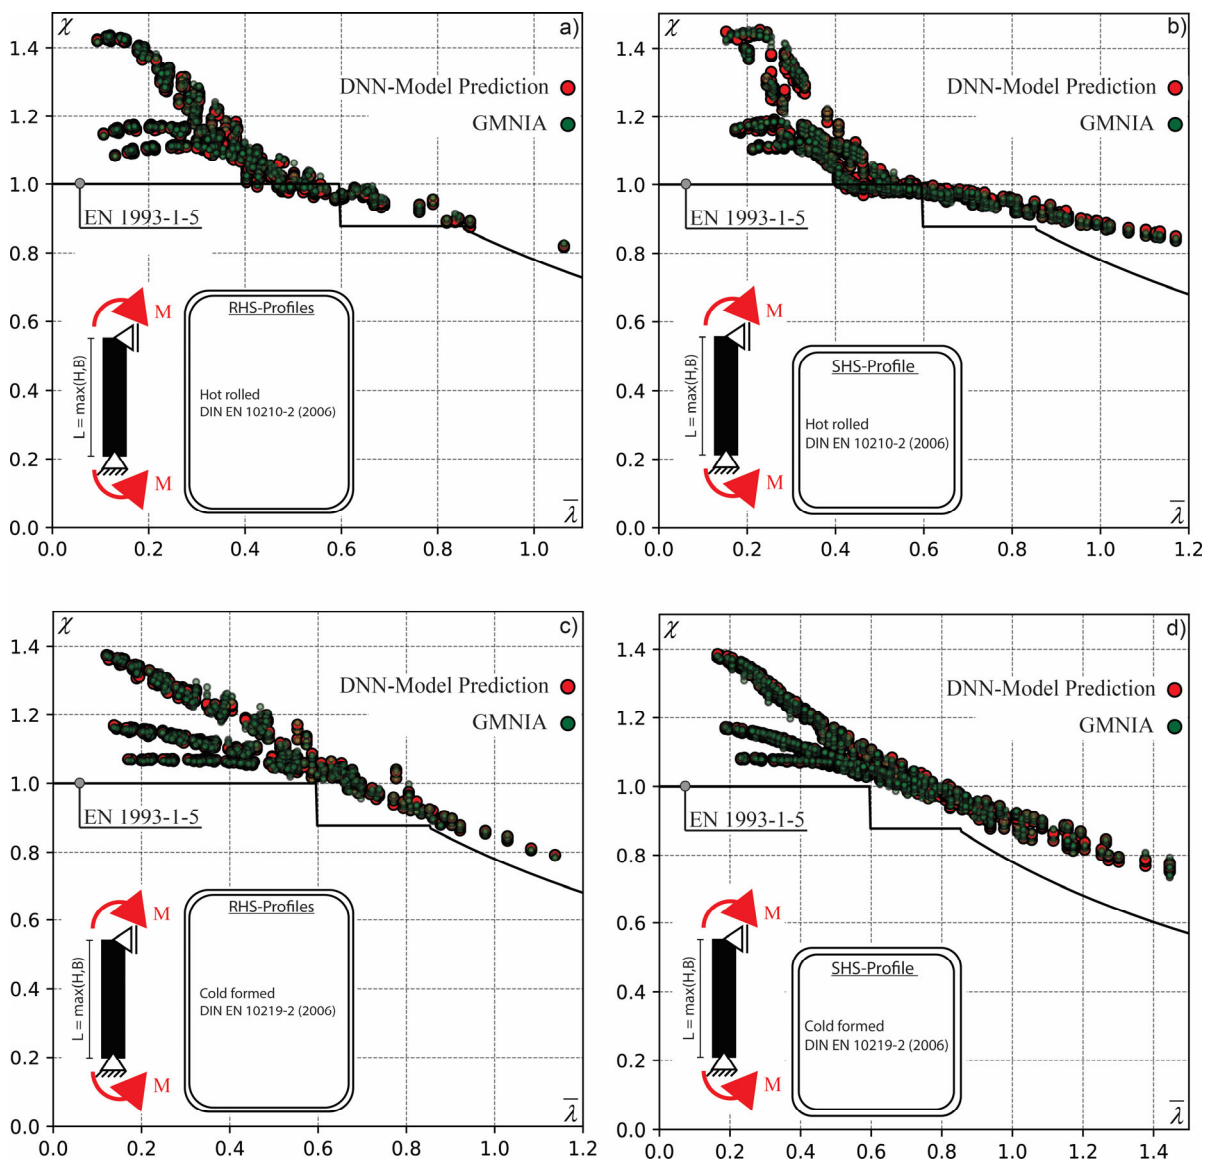 χ a)
1.4
DNN-Model Prediction
1.2
GMNIA
1.0
EN 1993-1-5
0.8
M
RHS-Profiles
0.6
L = max(H,B)
0.4
Hot rolled
DIN EN 10210-2 (2006)
0.2
M
λ
0.0
0.0 0.2 0.4 0.6 0.8 1.0
χ b)
1.4
DNN-Model Prediction
1.2
GMNIA
1.0
EN 1993-1-5
0.8
M
0.6
L = max(H,B)
SHS-Profile
0.4
Hot rolled
DIN EN 10210-2 (2006)
0.2
M
λ
0.0
0.0 0.2 0.4 0.6 0.8 1.0 1.2
χ c)
1.4
DNN-Model Prediction
1.2
GMNIA
1.0
EN 1993-1-5
0.8
M
RHS-Profiles
0.6
L = max(H,B)
0.4
Cold formed
DIN EN 10219-2 (2006)
0.2
M
λ
0.0
0.0 0.2 0.4 0.6 0.8 1.0 1.2
χ d)
1.4
DNN-Model Prediction
1.2
GMNIA
1.0
EN 1993-1-5
0.8
M
0.6
L = max(H,B)
SHS-Profile
0.4
Cold formed
DIN EN 10219-2 (2006)
0.2
M
λ
0.0
0.0 0.2 0.4 0.6 0.8 1.0 1.2 1.4